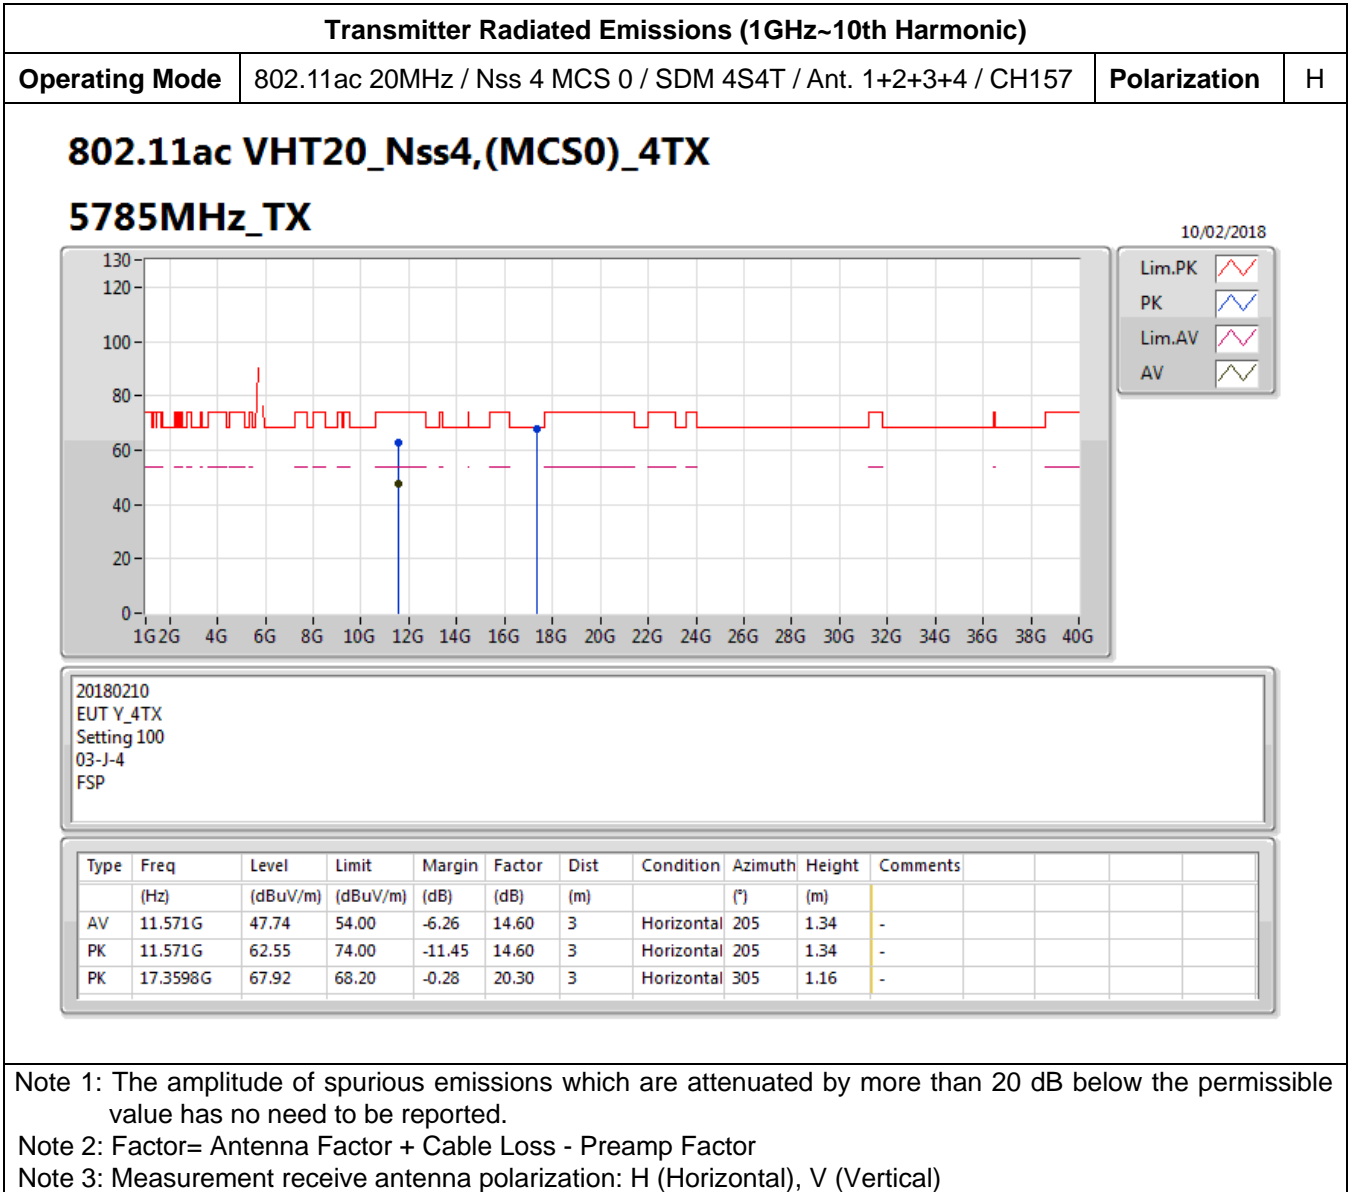 Transmitter Radiated Emissions (1GHz~10th Harmonic)
Operating Mode 802.11ac 20MHz / Nss 4 MCS 0 / SDM 4S4T / Ant. 1+2+3+4 / CH157 Polarization H
802.11ac VHT20_Nss4,(MCS0)_4TX
5785MHz_TX
10/02/2018
130
120
100
80
60
40
20
0
1G 2G 4G 6G 8G 10G 12G 14G 16G 18G 20G 22G 24G 26G 28G 30G 32G 34G 36G 38G 40G
Lim.PK
PK
Lim.AV
AV
20180210
EUT Y_4TX
Setting 100
03-J-4
FSP
Type Freq Level Limit Margin Factor Dist Condition Azimuth Height Comments
(Hz) (dBuV/m) (dBuV/m) (dB) (dB) (m) (°) (m)
AV 11.571G 47.74 54.00 -6.26 14.60 3 Horizontal 205 1.34 -
PK 11.571G 62.55 74.00 -11.45 14.60 3 Horizontal 205 1.34 -
PK 17.3598G 67.92 68.20 -0.28 20.30 3 Horizontal 305 1.16 -
Note 1: The amplitude of spurious emissions which are attenuated by more than 20 dB below the permissible
value has no need to be reported.
Note 2: Factor= Antenna Factor + Cable Loss - Preamp Factor
Note 3: Measurement receive antenna polarization: H (Horizontal), V (Vertical)